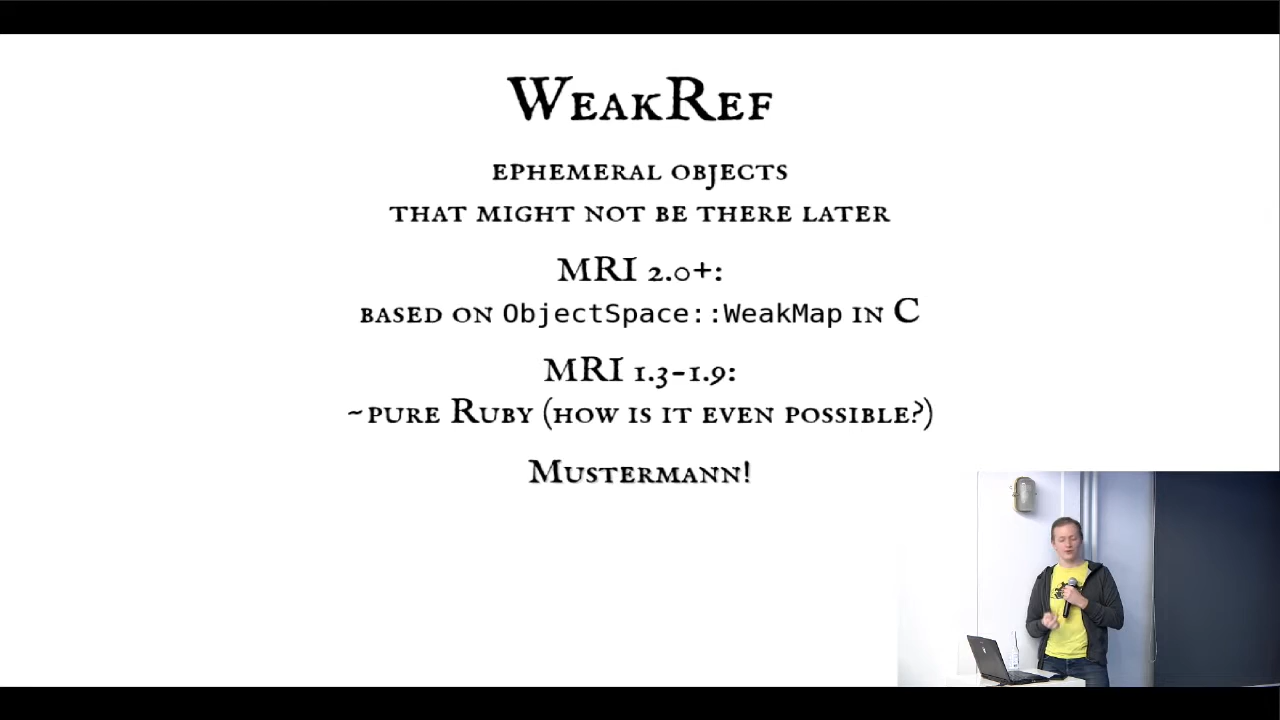 WeakRef
ephemeral objects
that might not be there later
MRI 2.0+:
based on ObjectSpace::WeakMap in C
MRI 1.3-1.9:
~pure Ruby (how is it even possible?)
Mustermann!